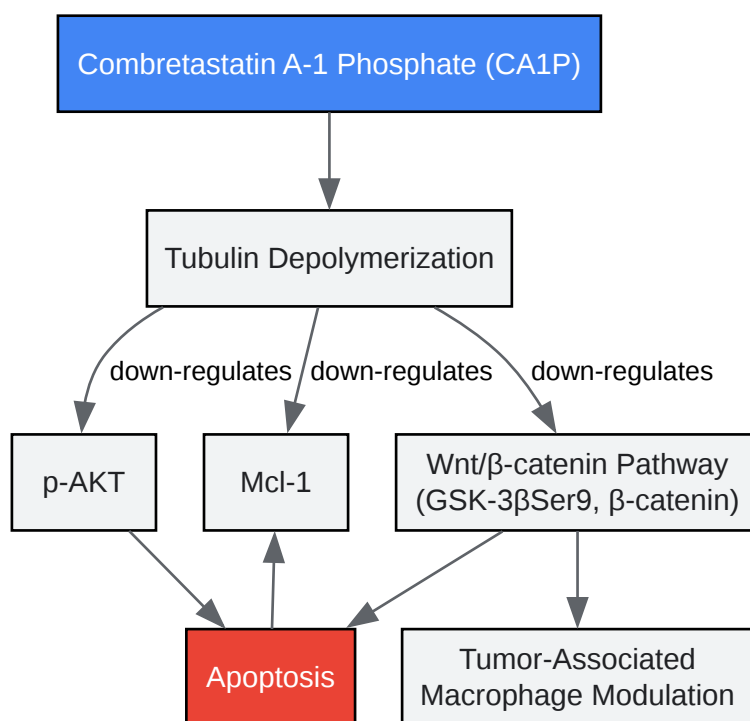 Combretastatin A-1 Phosphate (CA1P)
Tubulin Depolymerization
down-regulates
down-regulates
down-regulates
p-AKT
Mcl-1
Wnt/β-catenin Pathway
(GSK-3βSer9, β-catenin)
Apoptosis
Tumor-Associated
Macrophage Modulation